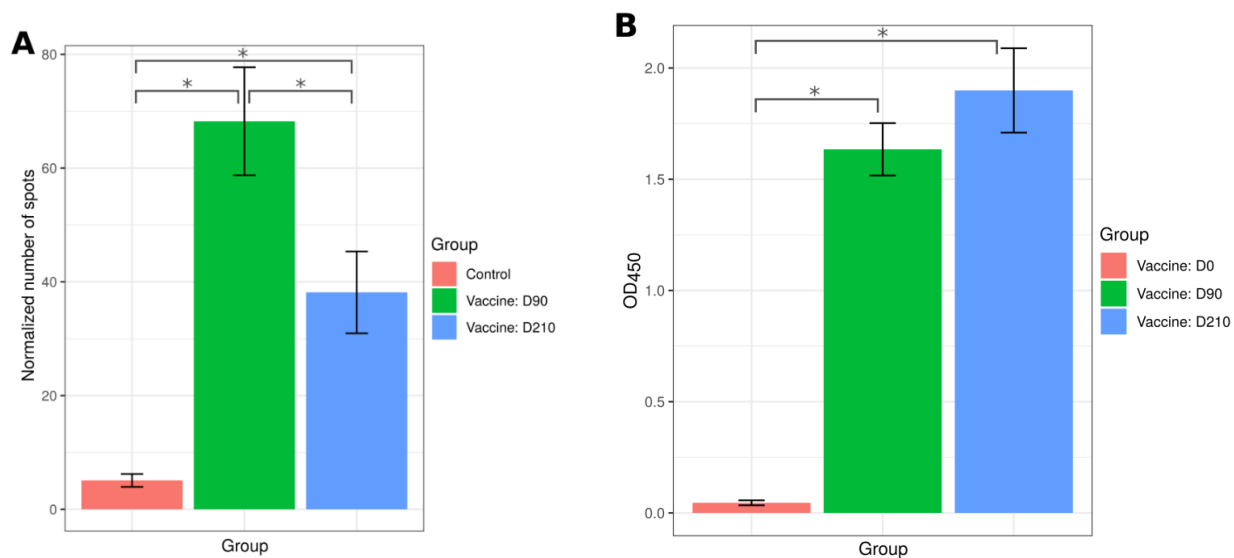 A
80
60
40
20
0
Normalized number of spots
*
*
*
Group
Group
Control
Vaccine: D90
Vaccine: D210
B
2.0
1.5
1.0
0.5
0.0
OD450
*
*
Group
Group
Vaccine: D0
Vaccine: D90
Vaccine: D210